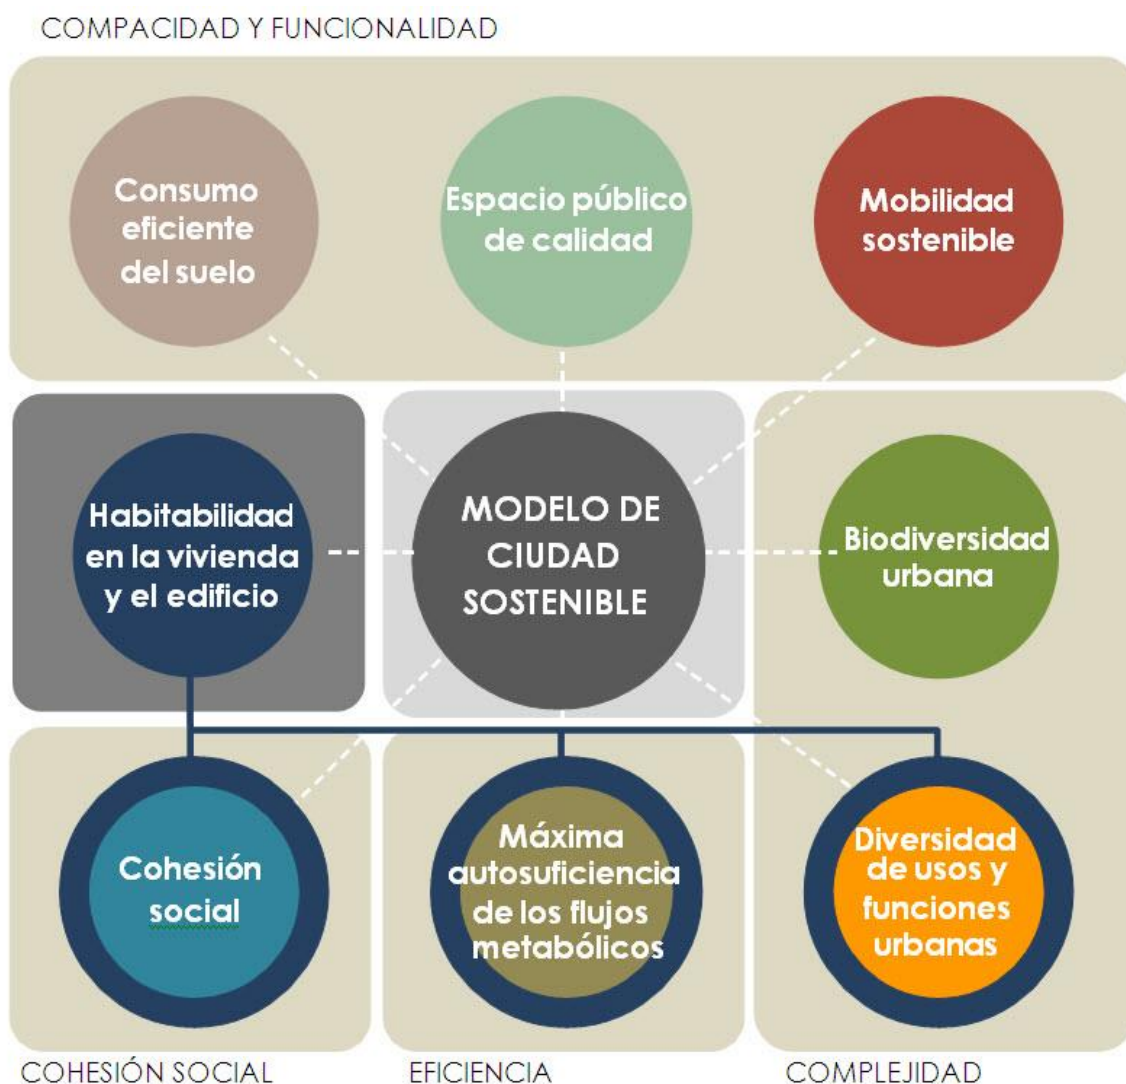 COMPACIDAD Y FUNCIONALIDAD
Consumo
eficiente
del suelo
Espacio público
de calidad
Mobilidad
sostenible
Habitabilidad
en la vivienda
y el edificio
MODELO DE
CIUDAD
SOSTENIBLE
Biodiversidad
urbana
Cohesión
social
Máxima
autosuficiencia
de los flujos
metabólicos
Diversidad
de usos y
funciones
urbanas
COHESIÓN SOCIAL
EFICIENCIA
COMPLEJIDAD